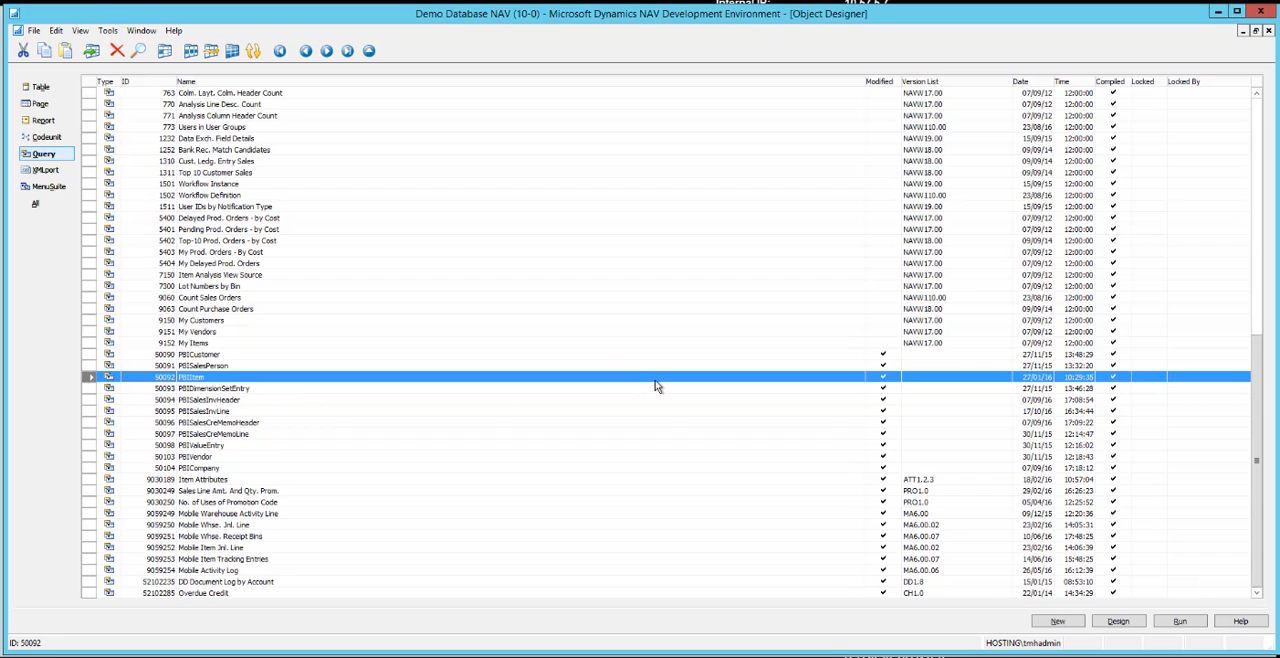 Demo Database NAV (10-0) - Microsoft Dynamics NAV Development Environment - [Object Designer]
File Edit View Tools Window Help
Table
Page
Report
Codeunit
Query
XMLport
MenuSuite
All
Type ID Name Modified Version List Date Time Compiled Locked Locked By
763 Colm. Layt. Colm. Header Count NAVW17.00 07/09/12 12:00:00
770 Analysis Line Desc. Count NAVW17.00 07/09/12 12:00:00
771 Analysis Column Header Count NAVW17.00 07/09/12 12:00:00
773 Users in User Groups NAVW110.00 23/08/16 12:00:00
1232 Data Exch. Field Details NAVW19.00 15/09/15 12:00:00
1252 Bank Rec. Match Candidates NAVW18.00 09/09/14 12:00:00
1310 Cust. Ledg. Entry Sales NAVW18.00 09/09/14 12:00:00
1311 Top 10 Customer Sales NAVW18.00 09/09/14 12:00:00
1501 Workflow Instance NAVW19.00 15/09/15 12:00:00
1502 Workflow Definition NAVW110.00 23/08/16 12:00:00
1511 User IDs by Notification Type NAVW19.00 15/09/15 12:00:00
5400 Delayed Prod. Orders - by Cost NAVW17.00 07/09/12 12:00:00
5401 Pending Prod. Orders - by Cost NAVW17.00 07/09/12 12:00:00
5402 Top-10 Prod. Orders - by Cost NAVW18.00 09/09/14 12:00:00
5403 My Prod. Orders - By Cost NAVW17.00 07/09/12 12:00:00
5404 My Delayed Prod. Orders NAVW17.00 07/09/12 12:00:00
7150 Item Analysis View Source NAVW17.00 07/09/12 12:00:00
7300 Lot Numbers by Bin NAVW17.00 07/09/12 12:00:00
9060 Count Sales Orders NAVW110.00 23/08/16 12:00:00
9063 Count Purchase Orders NAVW18.00 09/09/14 12:00:00
9150 My Customers NAVW17.00 07/09/12 12:00:00
9151 My Vendors NAVW17.00 07/09/12 12:00:00
9152 My Items NAVW17.00 07/09/12 12:00:00
50090 PBICustomer 27/11/15 13:48:29
50091 PBISalesPerson 27/11/15 13:32:20
50092 PBIItem 27/01/16 10:29:35
50093 PBIDimensionSetEntry 27/11/15 13:46:28
50094 PBISalesInvHeader 07/09/16 17:08:54
50095 PBISalesInvLine 17/10/16 16:34:44
50096 PBISalesCreMemoHeader 07/09/16 17:09:22
50097 PBISalesCreMemoLine 30/11/15 12:14:47
50098 PBIValueEntry 30/11/15 12:16:02
50103 PBIVendor 30/11/15 12:18:43
50104 PBICompany 07/09/16 17:18:12
9030189 Item Attributes ATT1.2.3 18/02/16 10:57:04
9030249 Sales Line Amt. And Qty. Prom. PRO1.0 29/02/16 16:26:23
9030250 No. of Uses of Promotion Code PRO1.0 05/04/16 12:25:52
9059249 Mobile Warehouse Activity Line MA6.00 09/12/15 12:20:36
9059250 Mobile Whse. Jnl. Line MA6.00.02 23/02/16 14:05:31
9059251 Mobile Whse. Receipt Bins MA6.00.07 10/06/16 17:48:25
9059252 Mobile Item Jnl. Line MA6.00.02 23/02/16 14:06:39
9059253 Mobile Item Tracking Entries MA6.00.07 14/06/16 15:48:25
9059254 Mobile Activity Log MA6.00.06 26/05/16 16:12:39
52102235 DD Document Log by Account DD1.8 15/01/15 08:53:10
52102285 Overdue Credit CH1.0 22/01/14 14:34:29
New Design Run Help
ID: 50092 HOSTING\tmhadmin